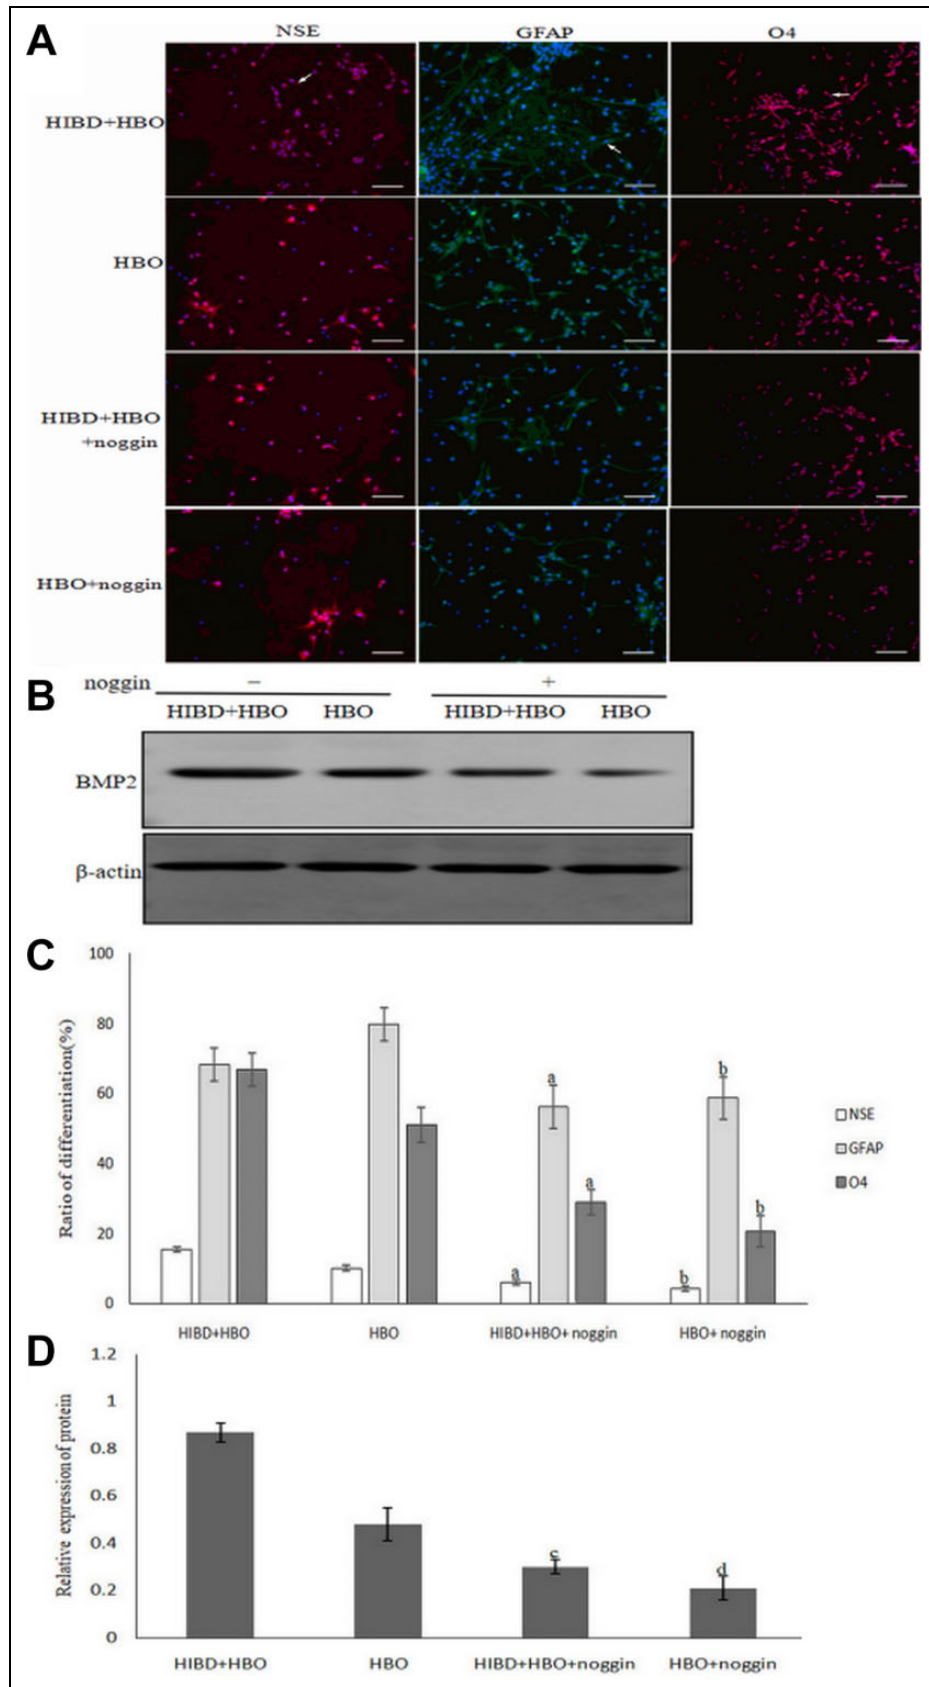 A
NSE GFAP O4
HIBD+HBO
HBO
HIBD+HBO
+noggin
HBO+noggin
B
noggin − +
HIBD+HBO HBO HIBD+HBO HBO
BMP2
β-actin
C
Ratio of differentiation(%)
100
80
60
40
20
0
a
a
a
b
b
b
NSE
GFAP
O4
HIBD+HBO HBO HIBD+HBO+noggin HBO+ noggin
D
Relative expression of protein
1.2
1
0.8
0.6
0.4
0.2
0
c
d
HIBD+HBO HBO HIBD+HBO+noggin HBO+noggin